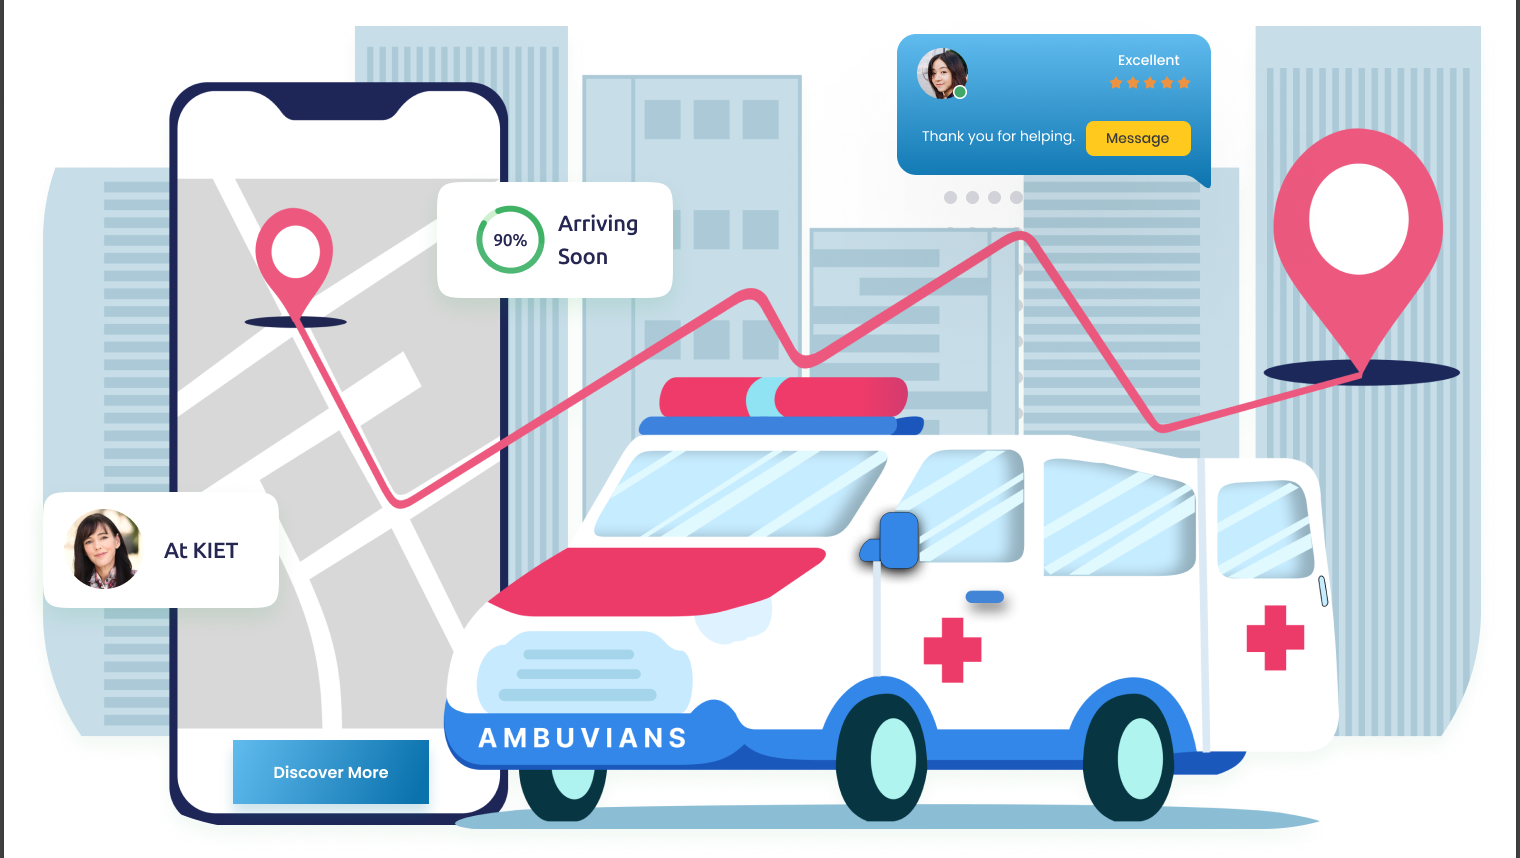 Excellent
Thank you for helping.
Message
90%
Arriving
Soon
At KIET
AMBUVIANS
Discover More